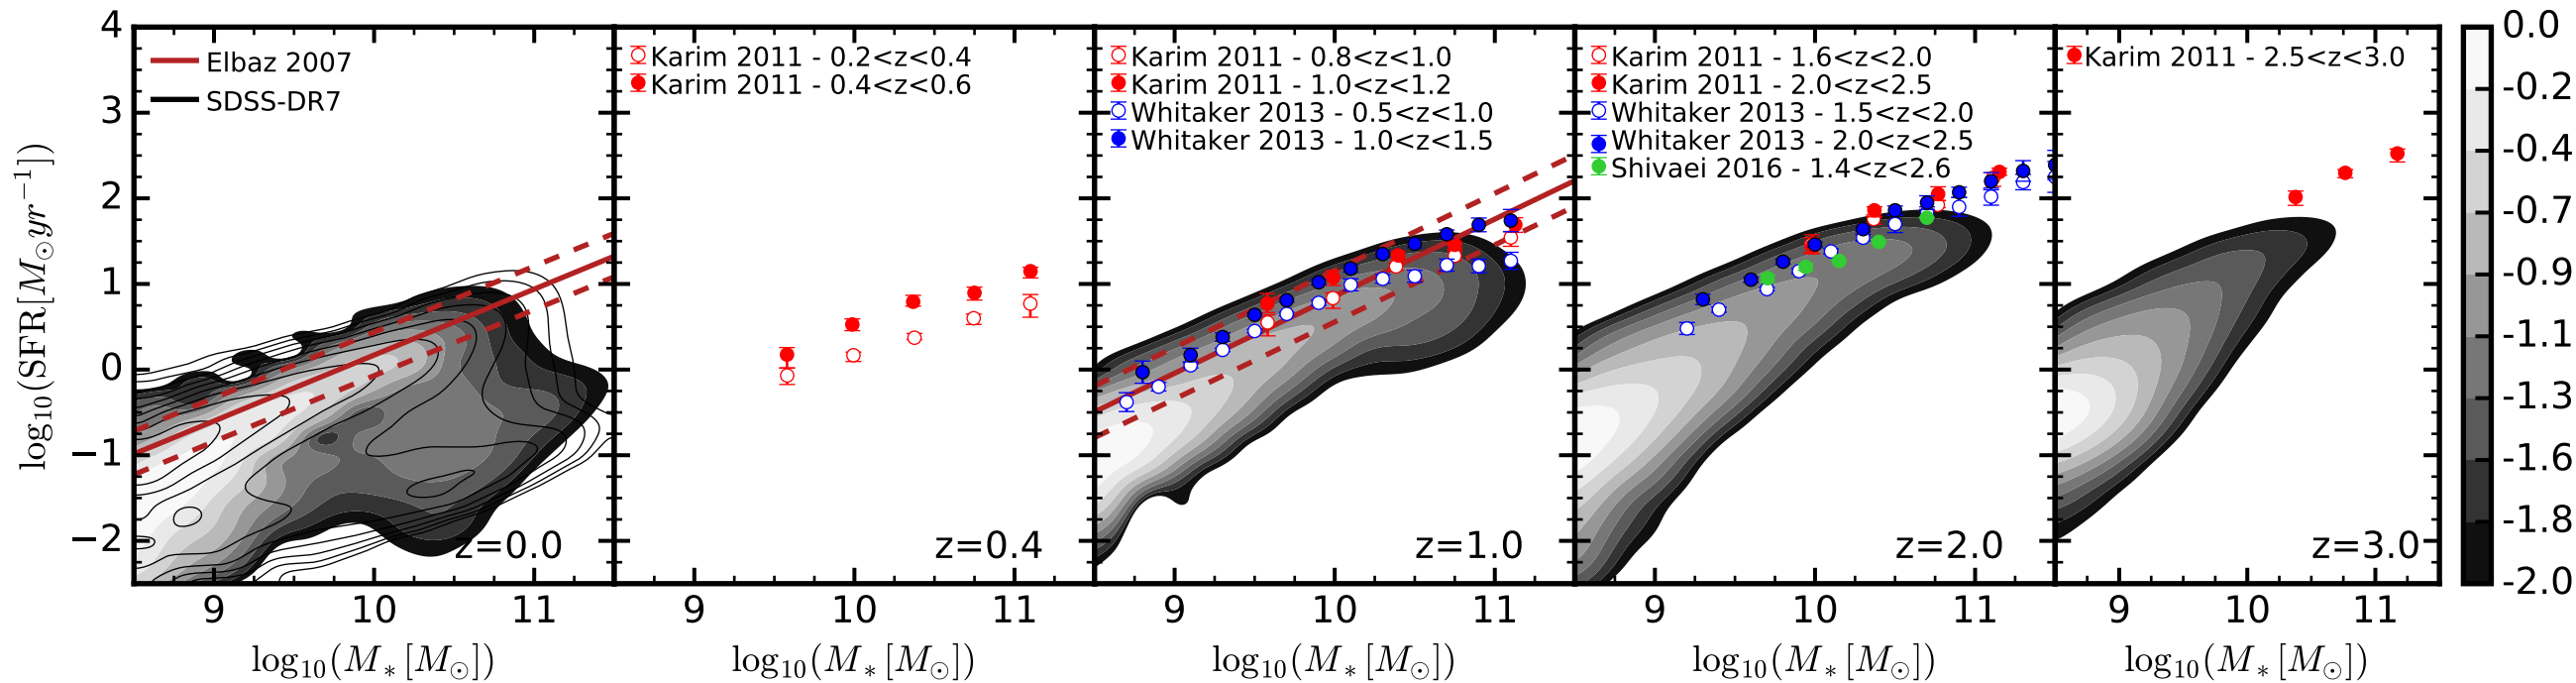 4
3
2
1
0
−1
−2
log₁₀(SFR[M⊙yr⁻¹])
Elbaz 2007
SDSS-DR7
z=0.0
9 10 11
log₁₀(M∗[M⊙])
Karim 2011 - 0.2<z<0.4
Karim 2011 - 0.4<z<0.6
z=0.4
9 10 11
log₁₀(M∗[M⊙])
Karim 2011 - 0.8<z<1.0
Karim 2011 - 1.0<z<1.2
Whitaker 2013 - 0.5<z<1.0
Whitaker 2013 - 1.0<z<1.5
z=1.0
9 10 11
log₁₀(M∗[M⊙])
Karim 2011 - 1.6<z<2.0
Karim 2011 - 2.0<z<2.5
Whitaker 2013 - 1.5<z<2.0
Whitaker 2013 - 2.0<z<2.5
Shivaei 2016 - 1.4<z<2.6
z=2.0
9 10 11
log₁₀(M∗[M⊙])
Karim 2011 - 2.5<z<3.0
z=3.0
9 10 11
log₁₀(M∗[M⊙])
0.0
-0.2
-0.4
-0.7
-0.9
-1.1
-1.3
-1.6
-1.8
-2.0